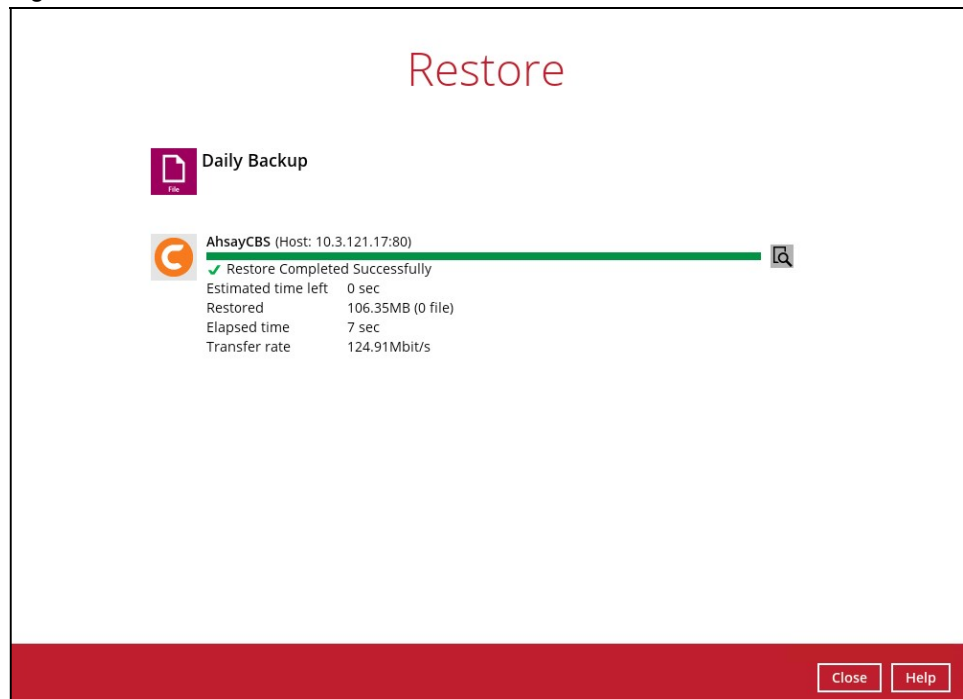 Restore
Daily Backup
File
AhsayCBS (Host: 10.3.121.17:80)
Restore Completed Successfully
Estimated time left 0 sec
Restored 106.35MB (0 file)
Elapsed time 7 sec
Transfer rate 124.91Mbit/s
Close Help